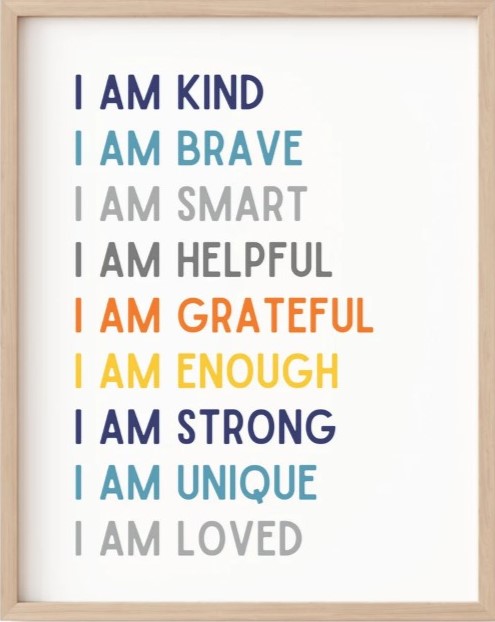 I AM KIND
I AM BRAVE
I AM SMART
I AM HELPFUL
I AM GRATEFUL
I AM ENOUGH
I AM STRONG
I AM UNIQUE
I AM LOVED